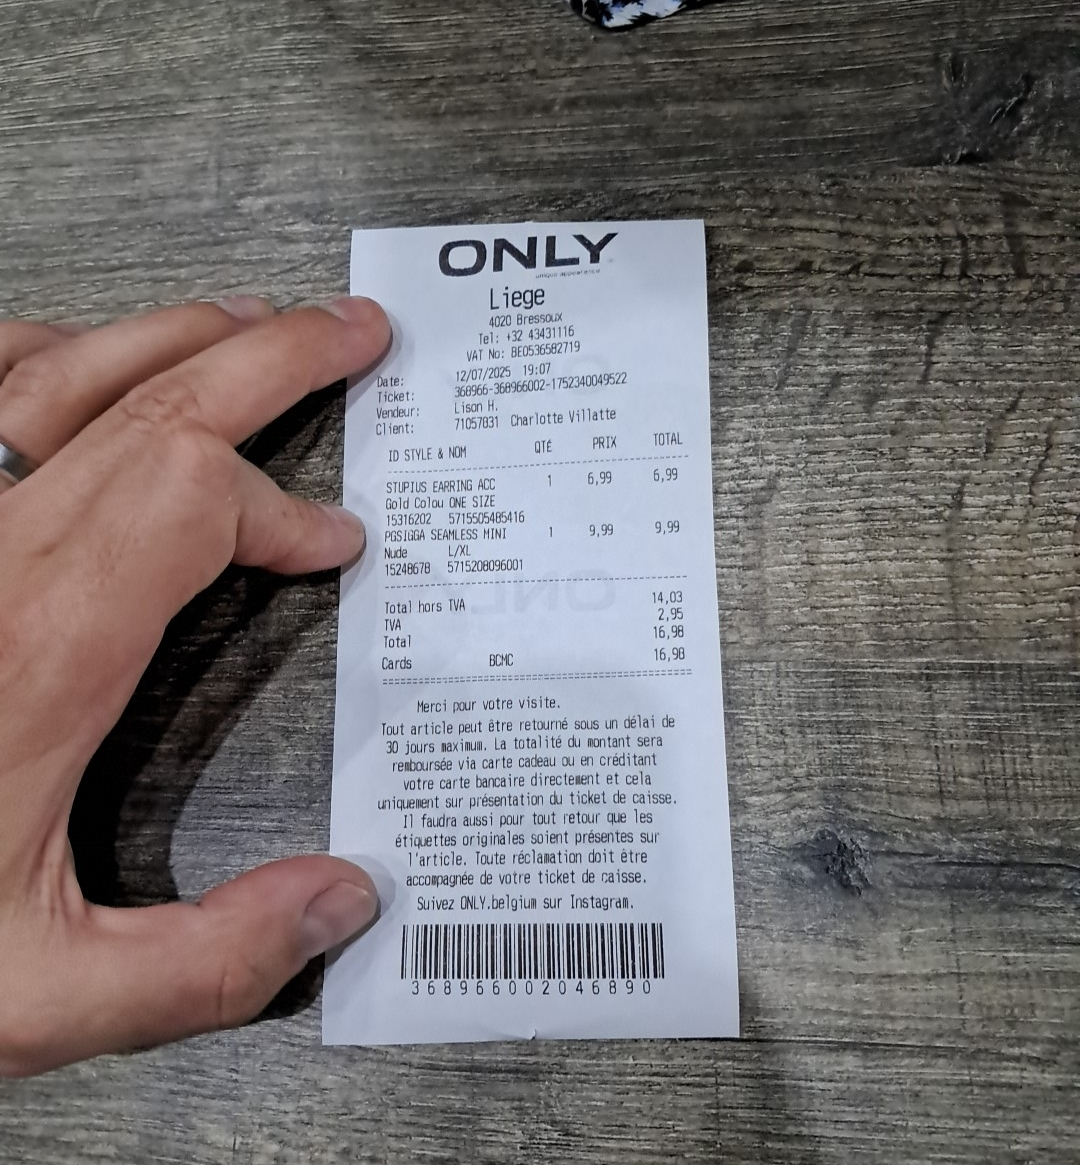 ONLY
unique appearence
Liege
4020 Bressoux
Tel: +32 43431116
VAT No: BE0536582719
Date: 12/07/2025 19:07
Ticket: 368966-368966002-1752340049522
Vendeur: Lison H.
Client: 71057831 Charlotte Villatte
ID STYLE & NOM QTÉ PRIX TOTAL
STUPIUS EARRING ACC 1 6,99 6,99
Gold Colou ONE SIZE
15316202 5715505485416
PGSIGGA SEAMLESS MINI 1 9,99 9,99
Nude L/XL
15248678 5715208096001
Total hors TVA 14,03
TVA 2,95
Total 16,98
Cards BCMC 16,98
Merci pour votre visite.
Tout article peut être retourné sous un délai de
30 jours maximum. La totalité du montant sera
remboursée via carte cadeau ou en créditant
votre carte bancaire directement et cela
uniquement sur présentation du ticket de caisse.
Il faudra aussi pour tout retour que les
étiquettes originales soient présentes sur
l'article. Toute réclamation doit être
accompagnée de votre ticket de caisse.
Suivez ONLY.belgium sur Instagram.
368966002046890